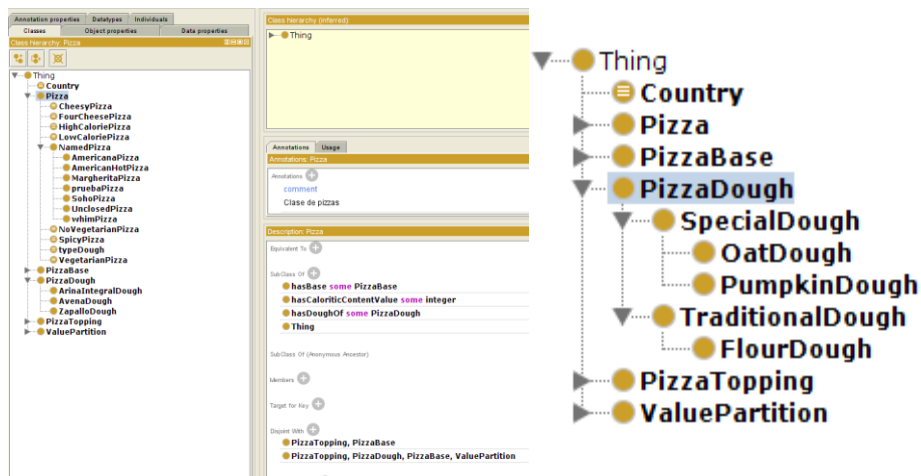 Annotation properties Datatypes Individuals
Classes Object properties Data properties
Class hierarchy: Pizza
Thing
Country
Pizza
CheesyPizza
FourCheesePizza
HighCaloriePizza
LowCaloriePizza
NamedPizza
AmericanaPizza
AmericanHotPizza
MargheritaPizza
pruebaPizza
SohoPizza
UnclosedPizza
whimPizza
NoVegetarianPizza
SpicyPizza
typeDough
VegetarianPizza
PizzaBase
PizzaDough
ArinaIntegralDough
AvenaDough
ZapalloDough
PizzaTopping
ValuePartition
Class hierarchy (inferred)
Thing
Annotations Usage
Annotations: Pizza
Annotations
comment
Clase de pizzas
Description: Pizza
Equivalent To
SubClass Of
hasBase some PizzaBase
hasCaloriticContentValue some integer
hasDoughOf some PizzaDough
Thing
SubClass Of (Anonymous Ancestor)
Members
Target for Key
Disjoint With
PizzaTopping, PizzaBase
PizzaTopping, PizzaDough, PizzaBase, ValuePartition
Thing
Country
Pizza
PizzaBase
PizzaDough
SpecialDough
OatDough
PumpkinDough
TraditionalDough
FlourDough
PizzaTopping
ValuePartition